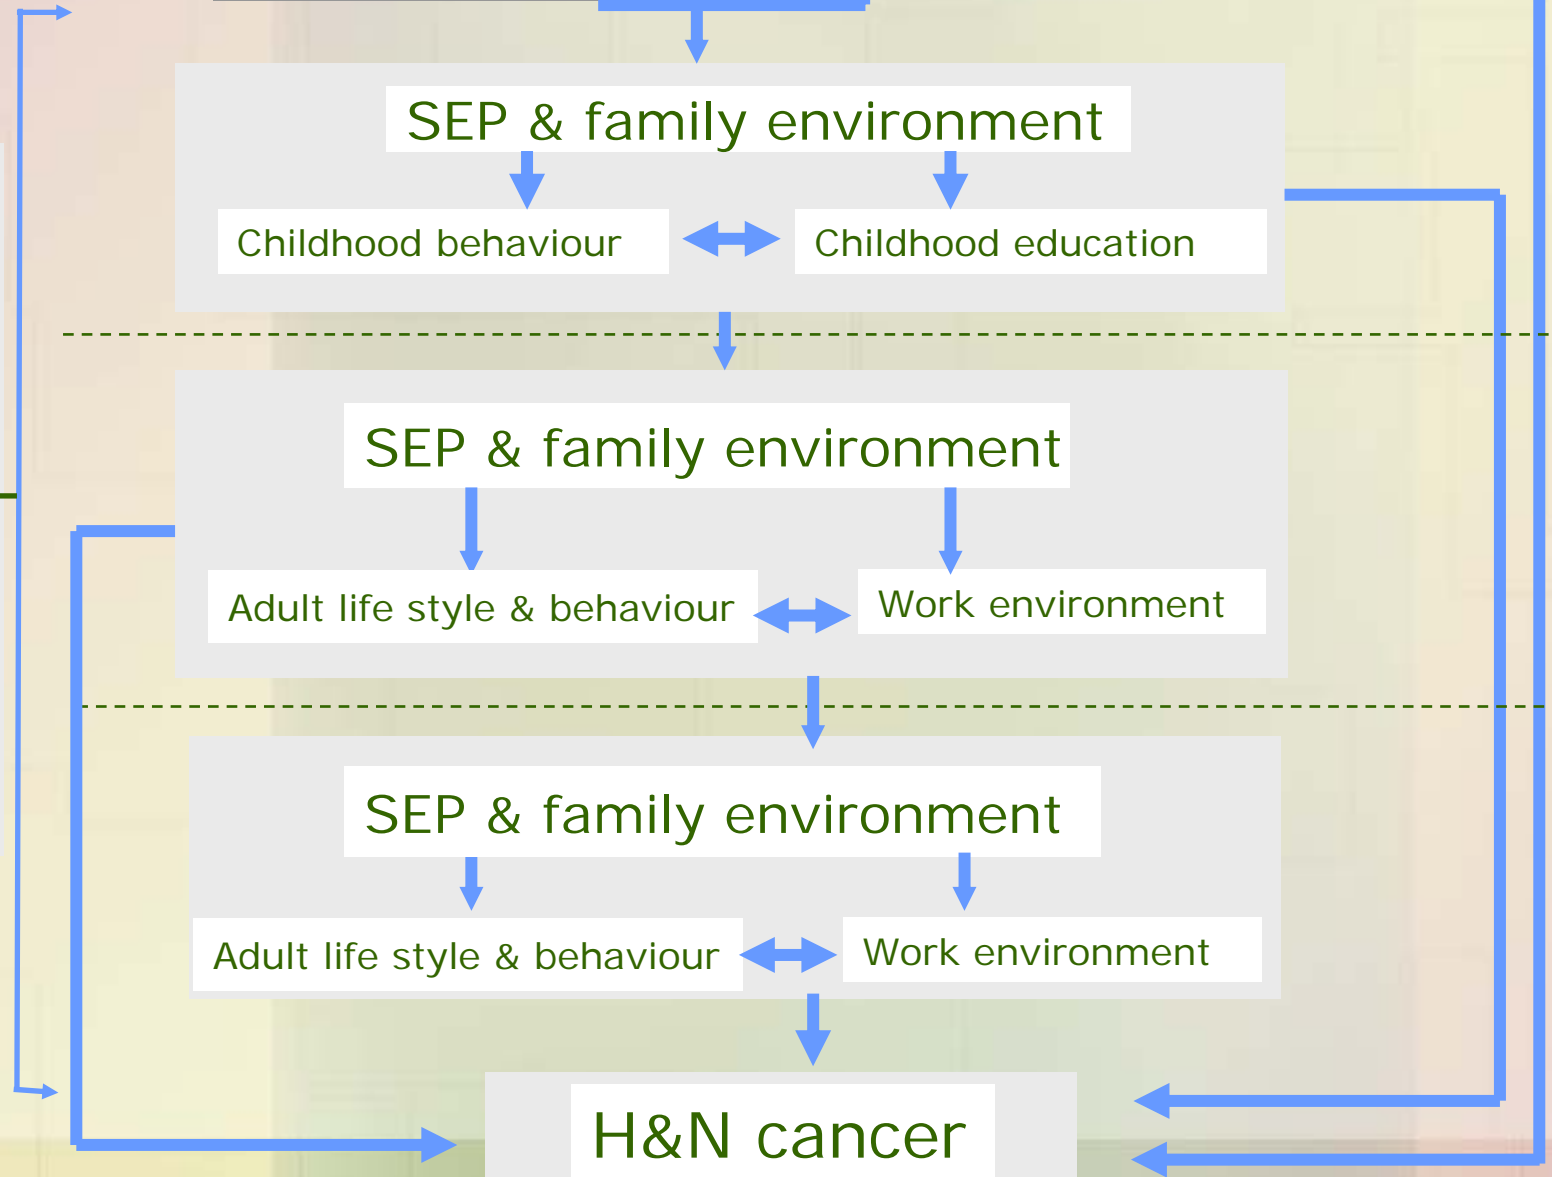 SEP & family environment
Childhood behaviour
Childhood education
SEP & family environment
Adult life style & behaviour
Work environment
SEP & family environment
Adult life style & behaviour
Work environment
H&N cancer